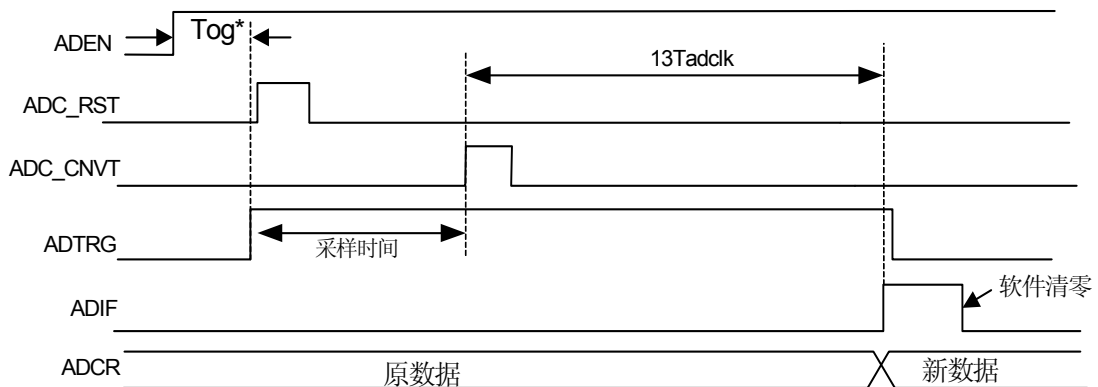 ADEN
Tog*
13Tadclk
ADC_RST
ADC_CNVT
ADTRG
采样时间
ADIF
软件清零
ADCR
原数据
新数据